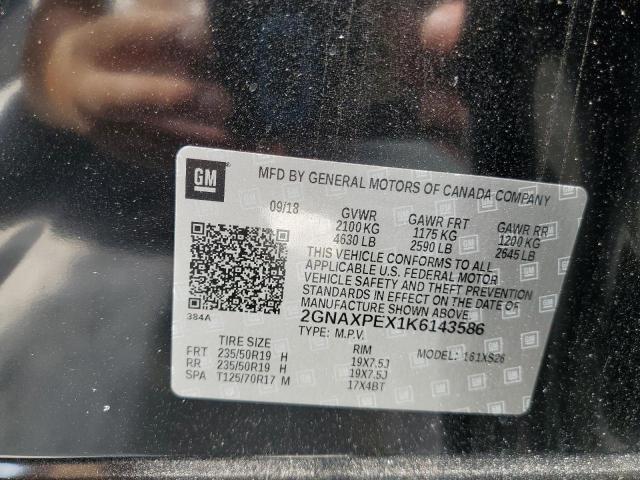 GM
MFD BY GENERAL MOTORS OF CANADA COMPANY
09/18 GVWR GAWR FRT GAWR RR
2100 KG 1175 KG 1200 KG
4630 LB 2590 LB 2645 LB
THIS VEHICLE CONFORMS TO ALL
APPLICABLE U.S. FEDERAL MOTOR
VEHICLE SAFETY AND THEFT PREVENTION
STANDARDS IN EFFECT ON THE DATE OF
MANUFACTURE SHOWN ABOVE.
384A
2GNAXPEX1K6143586
TYPE: M.P.V.
TIRE SIZE RIM MODEL: 161XS26
FRT 235/50R19 H 19X7.5J
RR 235/50R19 H 19X7.5J
SPA T125/70R17 M 17X4BT